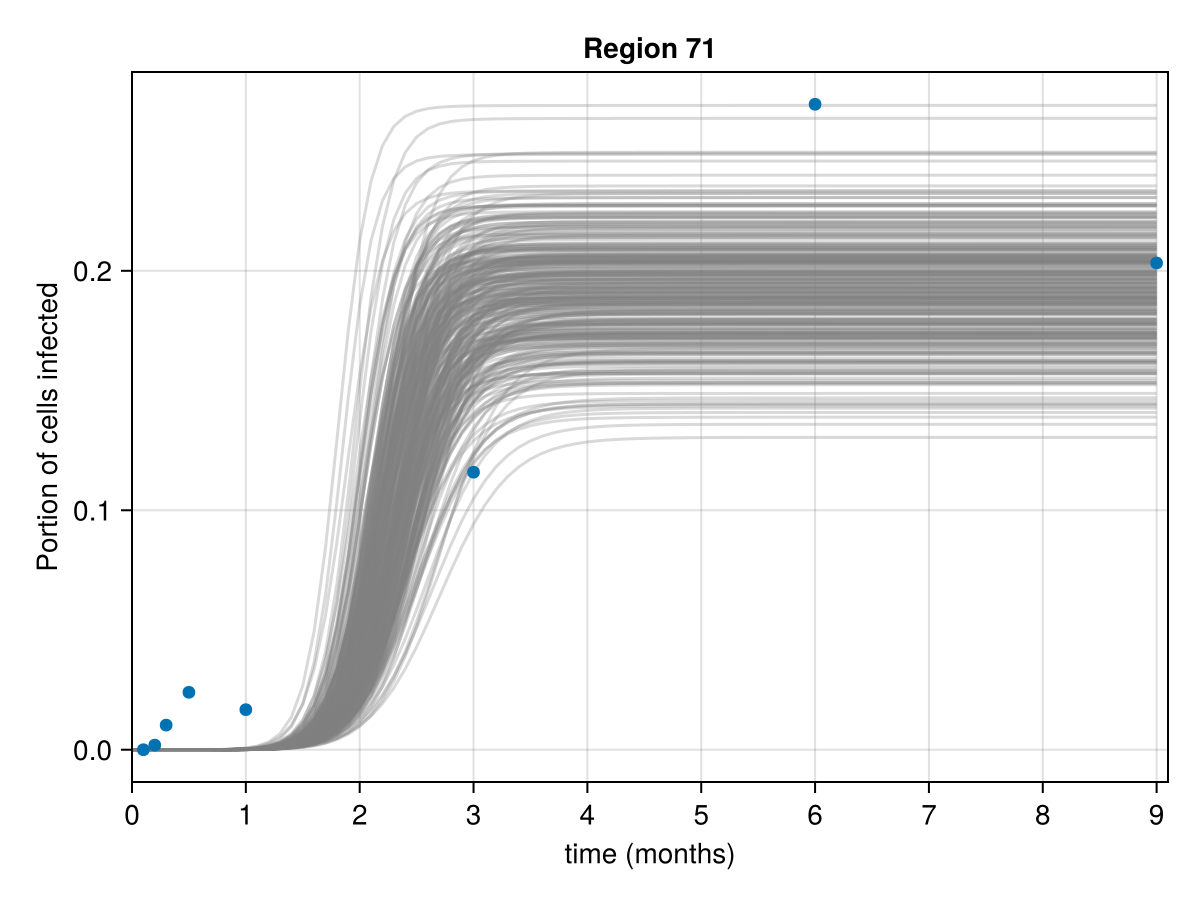 Region 71
Portion of cells infected
0.2
0.1
0.0
0 1 2 3 4 5 6 7 8 9
time (months)